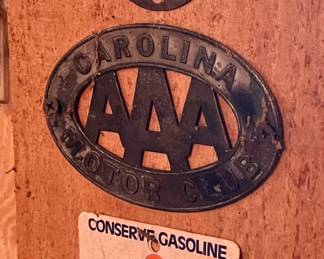 CAROLINA
AAA
MOTOR CLUB
CONSERVE GASOLINE